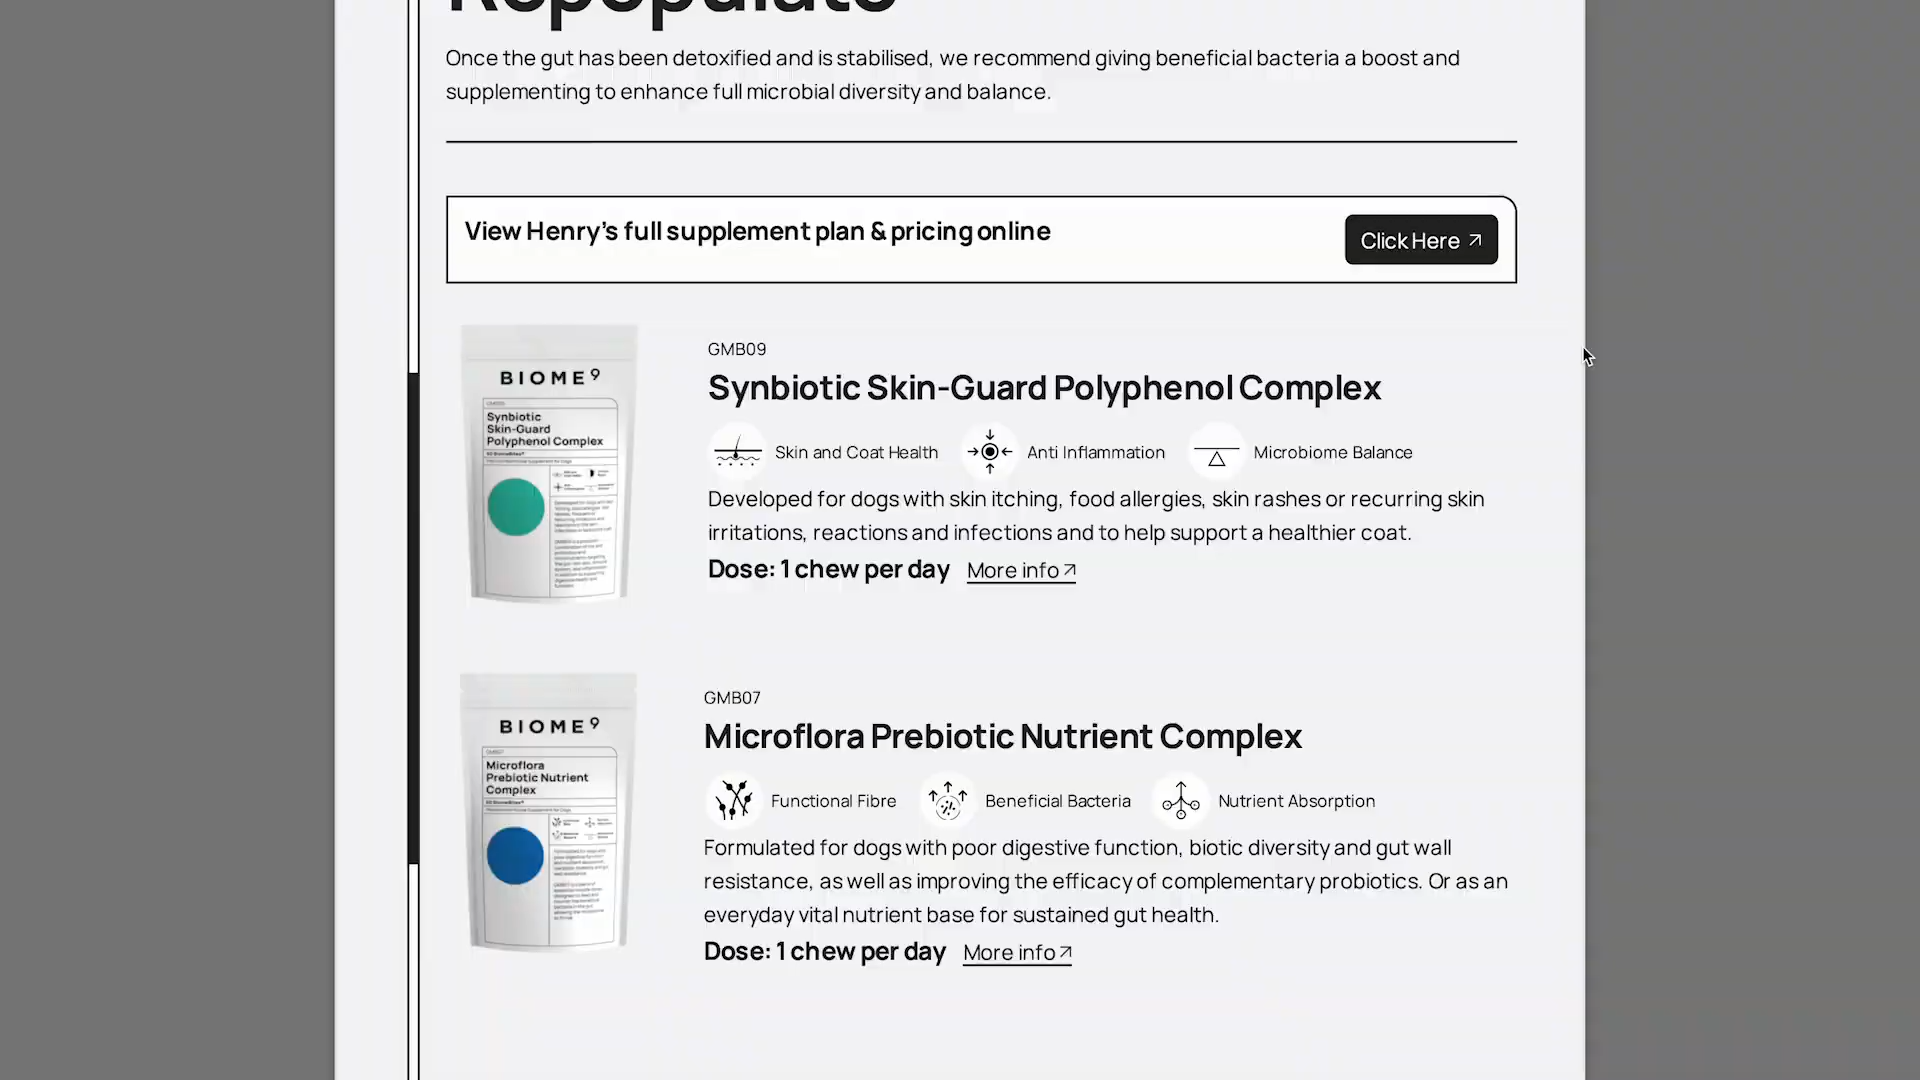 Repopulate
Once the gut has been detoxified and is stabilised, we recommend giving beneficial bacteria a boost and
supplementing to enhance full microbial diversity and balance.
View Henry’s full supplement plan & pricing online
Click Here
BIOME9
Synbiotic
Skin-Guard
Polyphenol Complex
GMB09
Synbiotic Skin-Guard Polyphenol Complex
Skin and Coat Health
Anti Inflammation
Microbiome Balance
Developed for dogs with skin itching, food allergies, skin rashes or recurring skin
irritations, reactions and infections and to help support a healthier coat.
Dose: 1 chew per day More info
BIOME9
Microflora
Prebiotic Nutrient
Complex
GMB07
Microflora Prebiotic Nutrient Complex
Functional Fibre
Beneficial Bacteria
Nutrient Absorption
Formulated for dogs with poor digestive function, biotic diversity and gut wall
resistance, as well as improving the efficacy of complementary probiotics. Or as an
everyday vital nutrient base for sustained gut health.
Dose: 1 chew per day More info